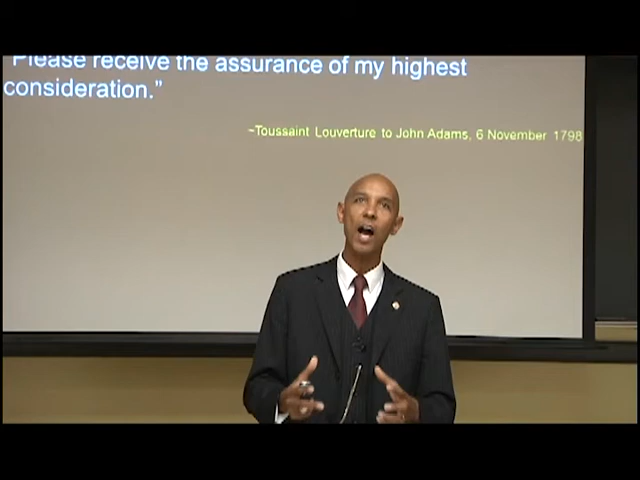 "Please receive the assurance of my highest
consideration.”
~Toussaint Louverture to John Adams, 6 November 1798